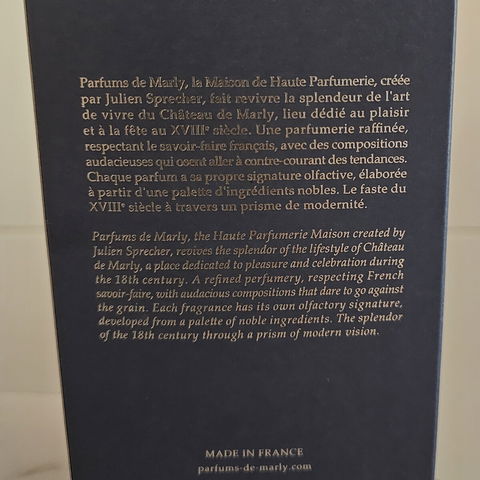 Parfums de Marly, la Maison de Haute Parfumerie, créée
par Julien Sprecher, fait revivre la splendeur de l'art
de vivre du Château de Marly, lieu dédié au plaisir
et à la fête au XVIIIᵉ siècle. Une parfumerie raffinée,
respectant le savoir-faire français, avec des compositions
audacieuses qui osent aller à contre-courant des tendances.
Chaque parfum a sa propre signature olfactive, élaborée
à partir d'une palette d'ingrédients nobles. Le faste du
XVIIIᵉ siècle à travers un prisme de modernité.
Parfums de Marly, the Haute Parfumerie Maison created by
Julien Sprecher, revives the splendor of the lifestyle of Château
de Marly, a place dedicated to pleasure and celebration during
the 18th century. A refined perfumery, respecting French
savoir-faire, with audacious compositions that dare to go against
the grain. Each fragrance has its own olfactory signature,
developed from a palette of noble ingredients. The splendor
of the 18th century through a prism of modern vision.
MADE IN FRANCE
parfums-de-marly.com